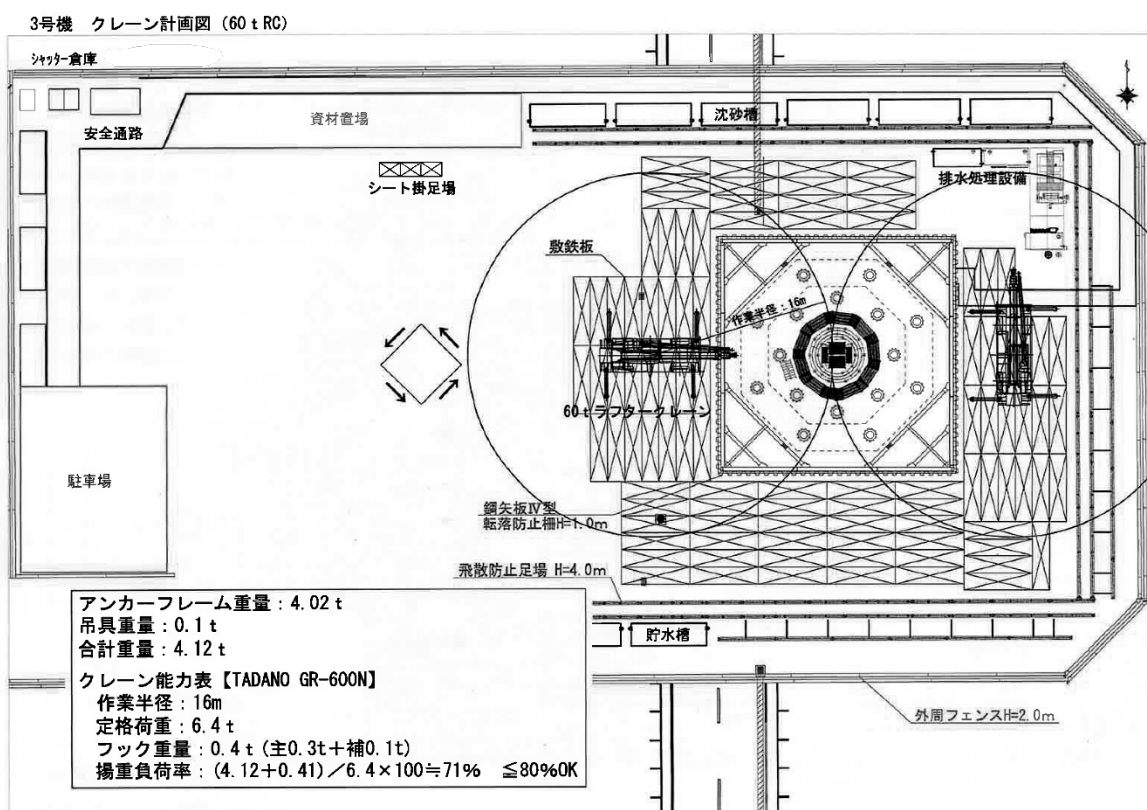 3号機 クレーン計画図 (60ｔRC)
シャッター倉庫
安全通路
資材置場
沈砂槽
シート掛足場
排水処理設備
敷鉄板
作業半径：16m
60ｔラフタークレーン
駐車場
鋼矢板Ⅳ型
転落防止柵H=1.0m
飛散防止足場 H=4.0m
アンカーフレーム重量：4.02ｔ
吊具重量：0.1ｔ
合計重量：4.12ｔ
貯水槽
クレーン能力表【TADANO GR-600N】
作業半径：16m
定格荷重：6.4ｔ
フック重量：0.4ｔ(主0.3t＋補0.1t)
揚重負荷率：(4.12＋0.41)／6.4×100≒71% ≦80%OK
外周フェンスH=2.0m